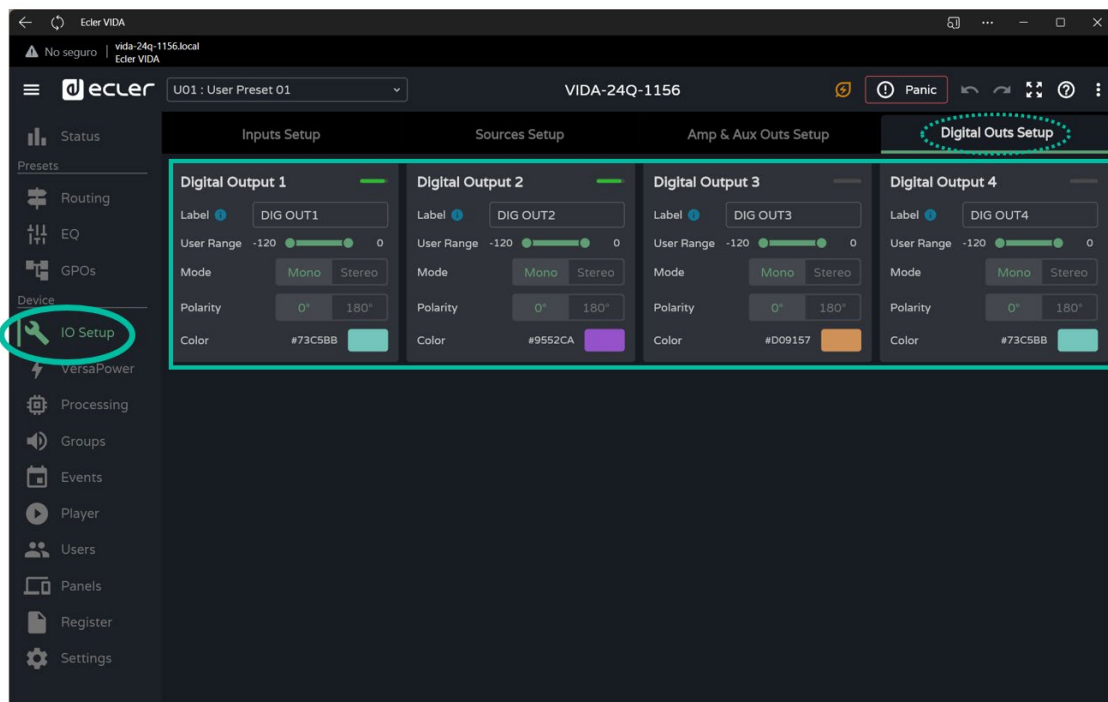 Ecler VIDA
No seguro
vida-24q-1156.local
Ecler VIDA
ecler
U01 : User Preset 01
VIDA-24Q-1156
Panic
Status
Presets
Routing
EQ
GPOs
Device
IO Setup
VersaPower
Processing
Groups
Events
Player
Users
Panels
Register
Settings
Inputs Setup
Sources Setup
Amp & Aux Outs Setup
Digital Outs Setup
Digital Output 1
Label DIG OUT1
User Range -120 0
Mode Mono Stereo
Polarity 0° 180°
Color #73C5BB
Digital Output 2
Label DIG OUT2
User Range -120 0
Mode Mono Stereo
Polarity 0° 180°
Color #9552CA
Digital Output 3
Label DIG OUT3
User Range -120 0
Mode Mono Stereo
Polarity 0° 180°
Color #D09157
Digital Output 4
Label DIG OUT4
User Range -120 0
Mode Mono Stereo
Polarity 0° 180°
Color #73C5BB